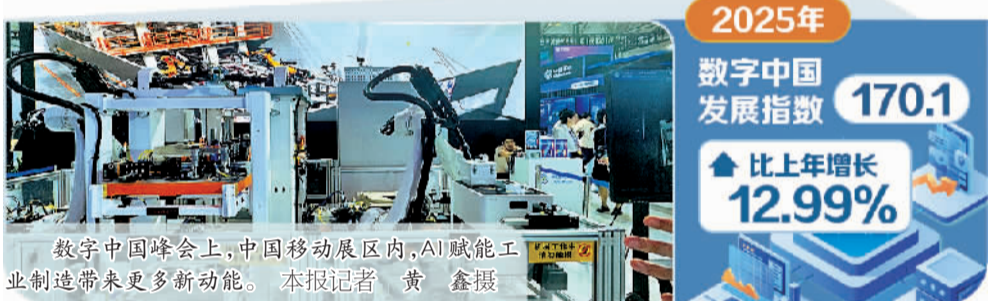 数字中国峰会上，中国移动展区内，AI赋能工
业制造带来更多新动能。 本报记者 黄 鑫摄
2025年
数字中国
发展指数
170.1
比上年增长
12.99%